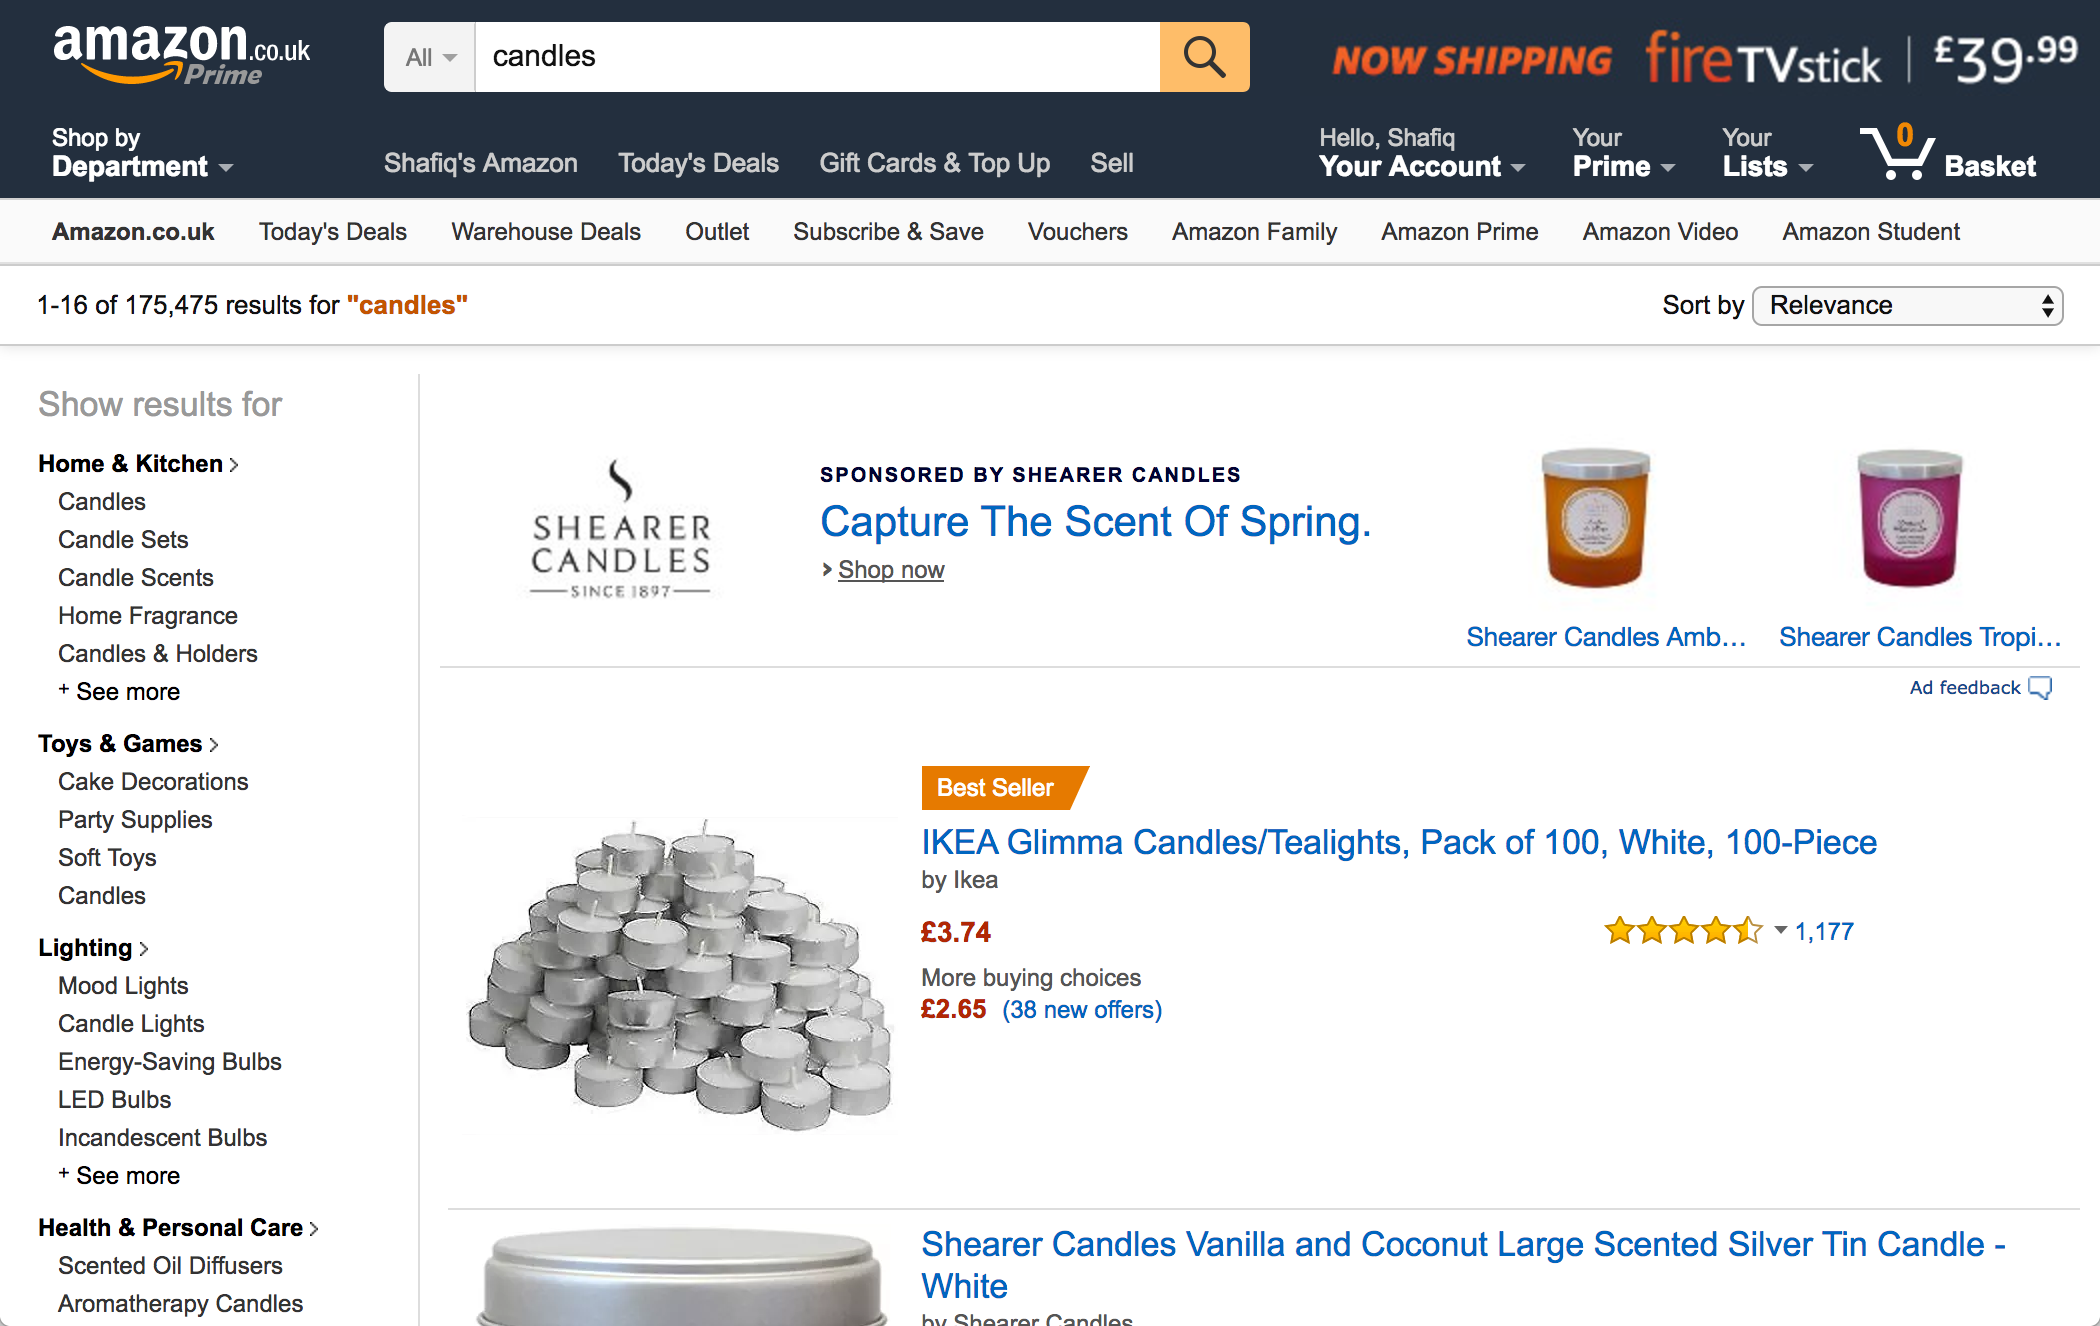 amazon.co.uk
Prime
All
candles
NOW SHIPPING fireTVstick | £39.99
Shop by
Department
Shafiq's Amazon Today's Deals Gift Cards & Top Up Sell
Hello, Shafiq
Your Account
Your
Prime
Your
Lists
0
Basket
Amazon.co.uk Today's Deals Warehouse Deals Outlet Subscribe & Save Vouchers Amazon Family Amazon Prime Amazon Video Amazon Student
1-16 of 175,475 results for "candles"
Sort by Relevance
Show results for
Home & Kitchen
Candles
Candle Sets
Candle Scents
Home Fragrance
Candles & Holders
+ See more
Toys & Games
Cake Decorations
Party Supplies
Soft Toys
Candles
Lighting
Mood Lights
Candle Lights
Energy-Saving Bulbs
LED Bulbs
Incandescent Bulbs
+ See more
Health & Personal Care
Scented Oil Diffusers
Aromatherapy Candles
SHEARER
CANDLES
SINCE 1897
SPONSORED BY SHEARER CANDLES
Capture The Scent Of Spring.
Shop now
Shearer Candles Amb...
Shearer Candles Tropi...
Ad feedback
Best Seller
IKEA Glimma Candles/Tealights, Pack of 100, White, 100-Piece
by Ikea
£3.74
1,177
More buying choices
£2.65 (38 new offers)
Shearer Candles Vanilla and Coconut Large Scented Silver Tin Candle -
White
by Shearer Candles